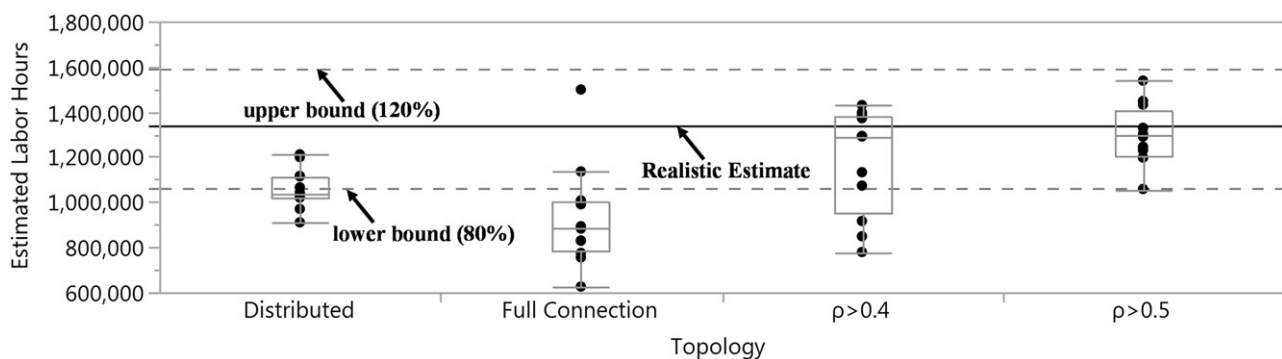 Estimated Labor Hours
1,800,000
1,600,000
1,400,000
1,200,000
1,000,000
800,000
600,000
upper bound (120%)
Realistic Estimate
lower bound (80%)
Distributed
Full Connection
ρ>0.4
ρ>0.5
Topology